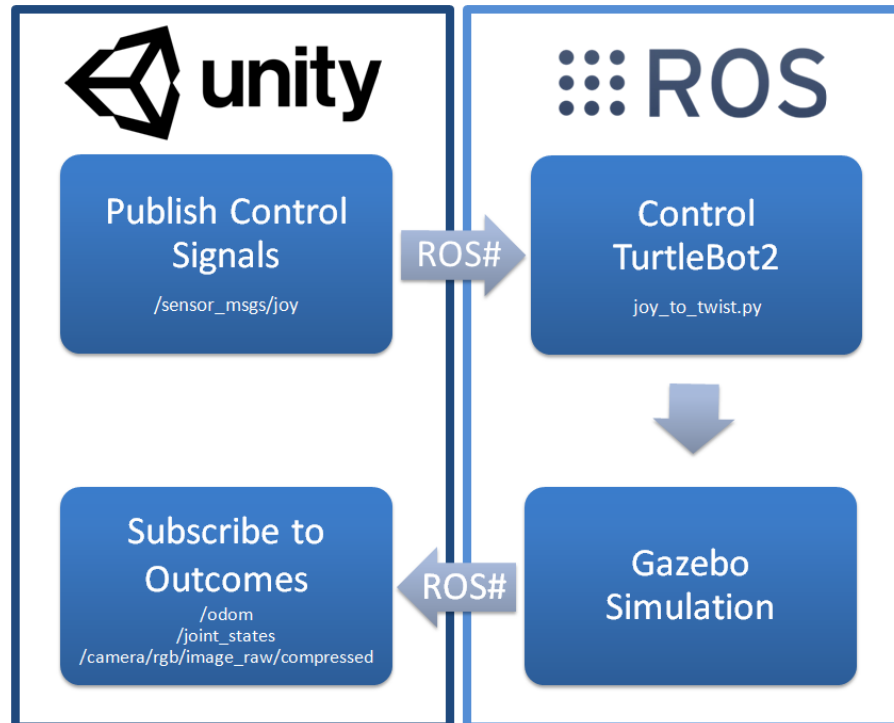 unity
ROS
Publish Control
Signals
/sensor_msgs/joy
ROS#
Control
TurtleBot2
joy_to_twist.py
Subscribe to
Outcomes
/odom
/joint_states
/camera/rgb/image_raw/compressed
ROS#
Gazebo
Simulation